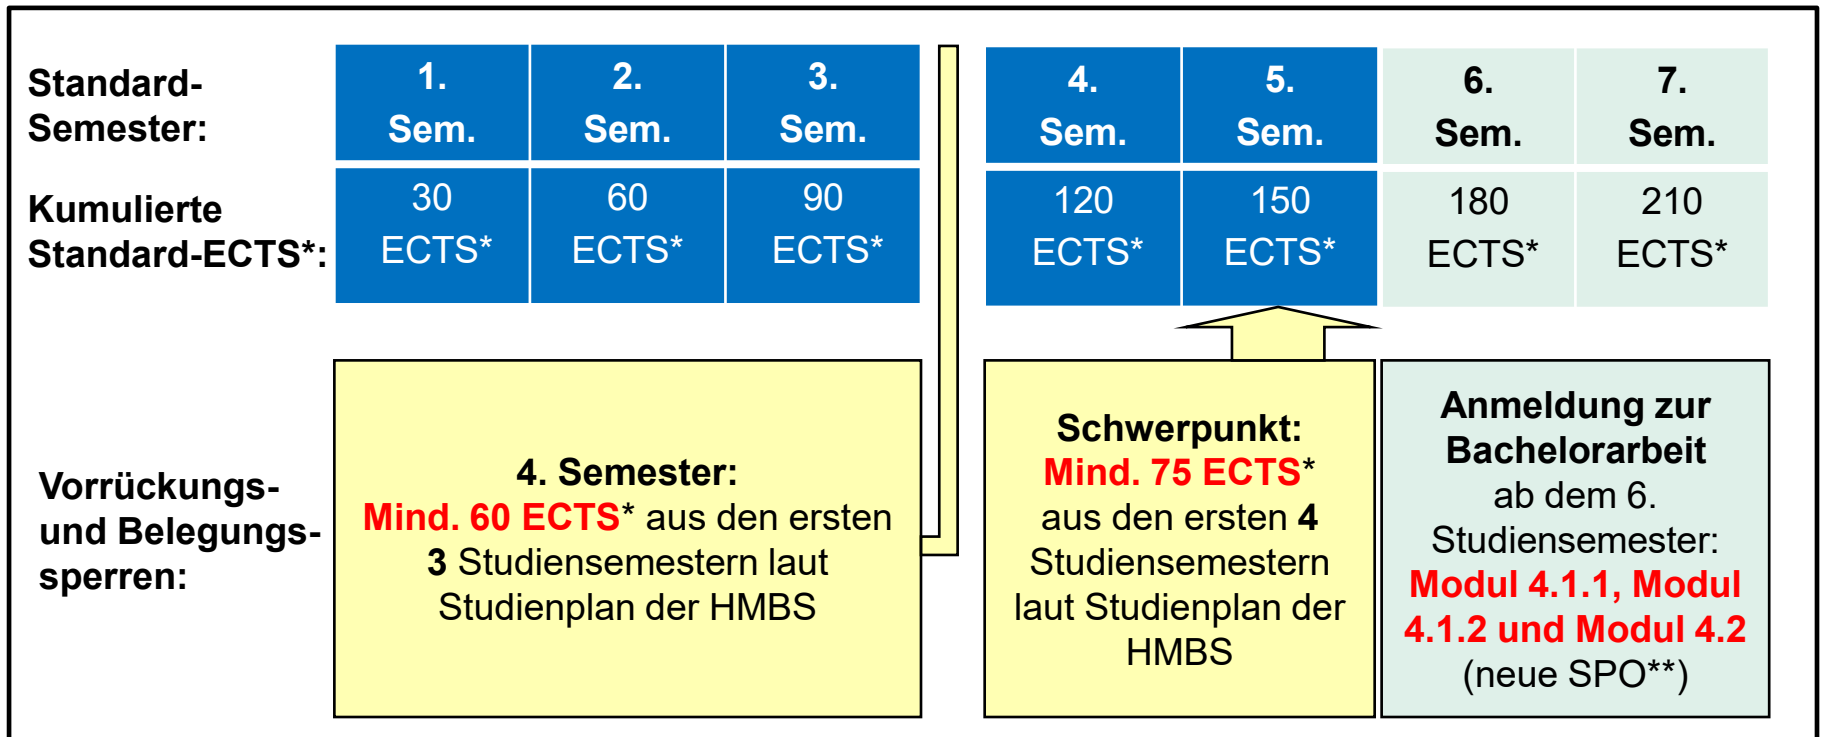 Standard-
Semester:
1.
Sem.
2.
Sem.
3.
Sem.
4.
Sem.
5.
Sem.
6.
Sem.
7.
Sem.
Kumulierte
Standard-ECTS*:
30
ECTS*
60
ECTS*
90
ECTS*
120
ECTS*
150
ECTS*
180
ECTS*
210
ECTS*
Vorrückungs-
und Belegungs-
sperren:
4. Semester:
Mind. 60 ECTS* aus den ersten
3 Studiensemestern laut
Studienplan der HMBS
Schwerpunkt:
Mind. 75 ECTS*
aus den ersten 4
Studiensemestern
laut Studienplan der
HMBS
Anmeldung zur
Bachelorarbeit
ab dem 6.
Studiensemester:
Modul 4.1.1, Modul
4.1.2 und Modul 4.2
(neue SPO**)